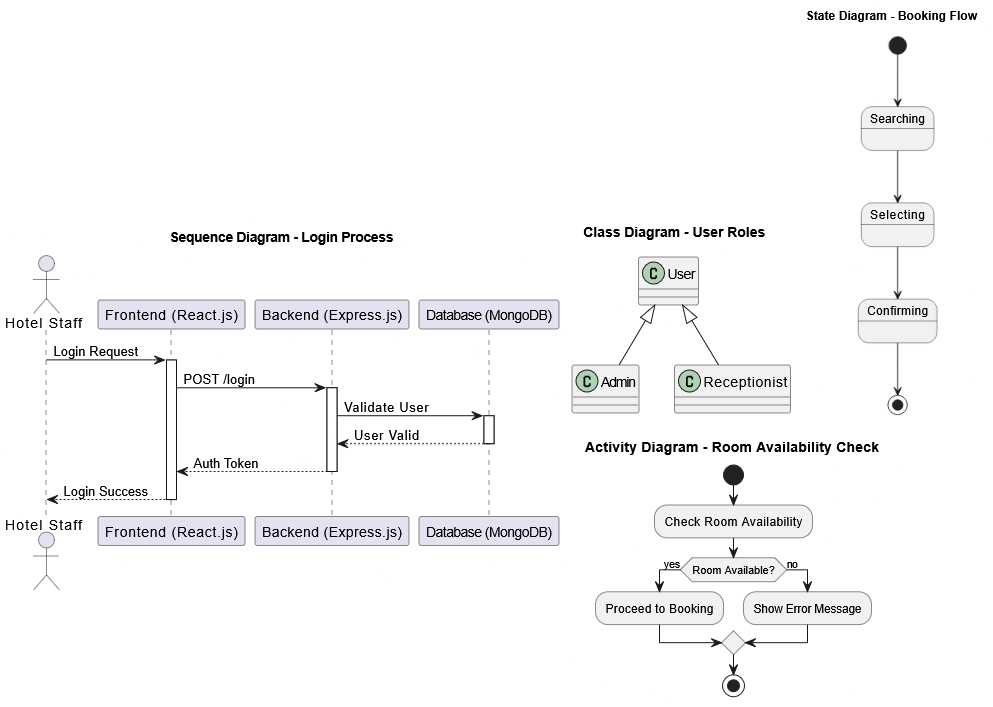 State Diagram - Booking Flow
Searching
Selecting
Confirming
Sequence Diagram - Login Process
Hotel Staff
Frontend (React.js)
Backend (Express.js)
Database (MongoDB)
Login Request
POST /login
Validate User
User Valid
Auth Token
Login Success
Hotel Staff
Frontend (React.js)
Backend (Express.js)
Database (MongoDB)
Class Diagram - User Roles
C User
C Admin
C Receptionist
Activity Diagram - Room Availability Check
Check Room Availability
yes
Room Available?
no
Proceed to Booking
Show Error Message